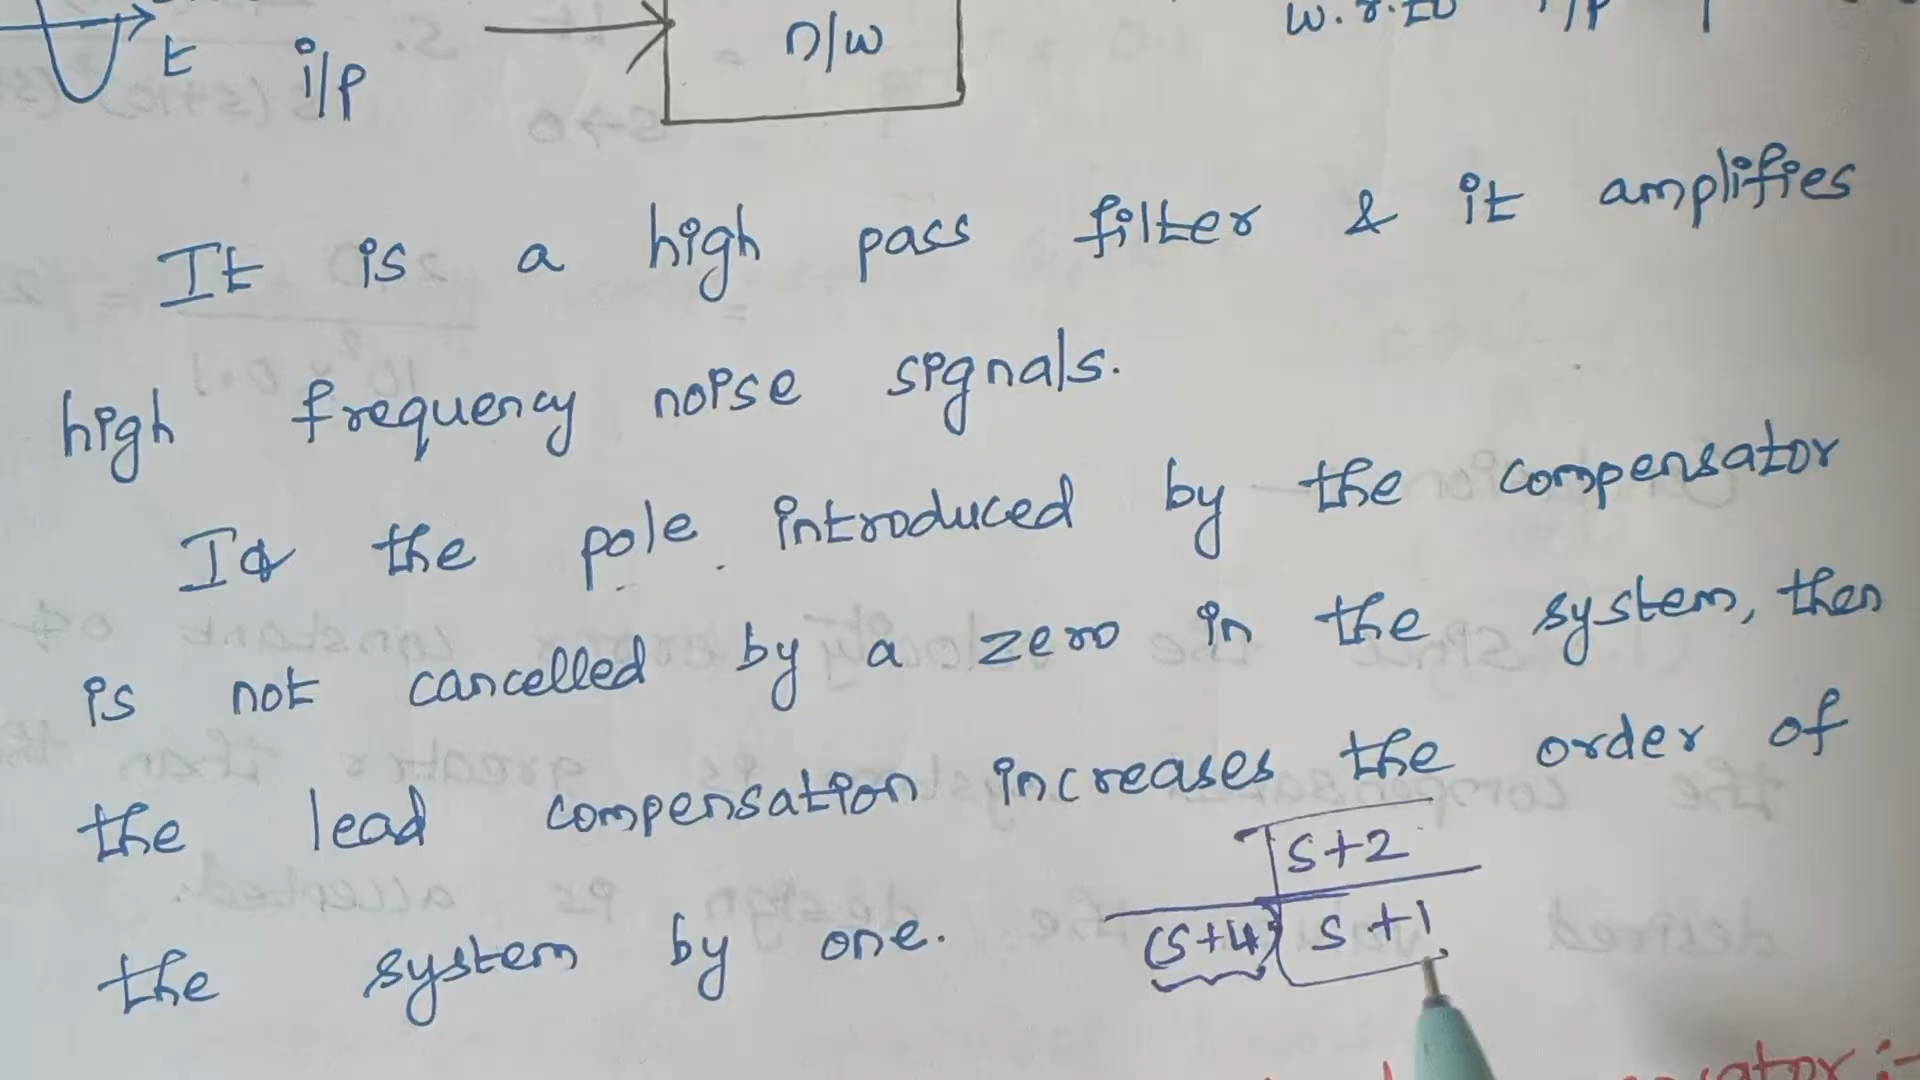 t i/p n/w
It is a high pass filter & it amplifies
high frequency noise signals.
If the pole introduced by the compensator
is not cancelled by a zero in the system, then
the lead compensation increases the order of
the system by one.
s+2
(s+4) s+1